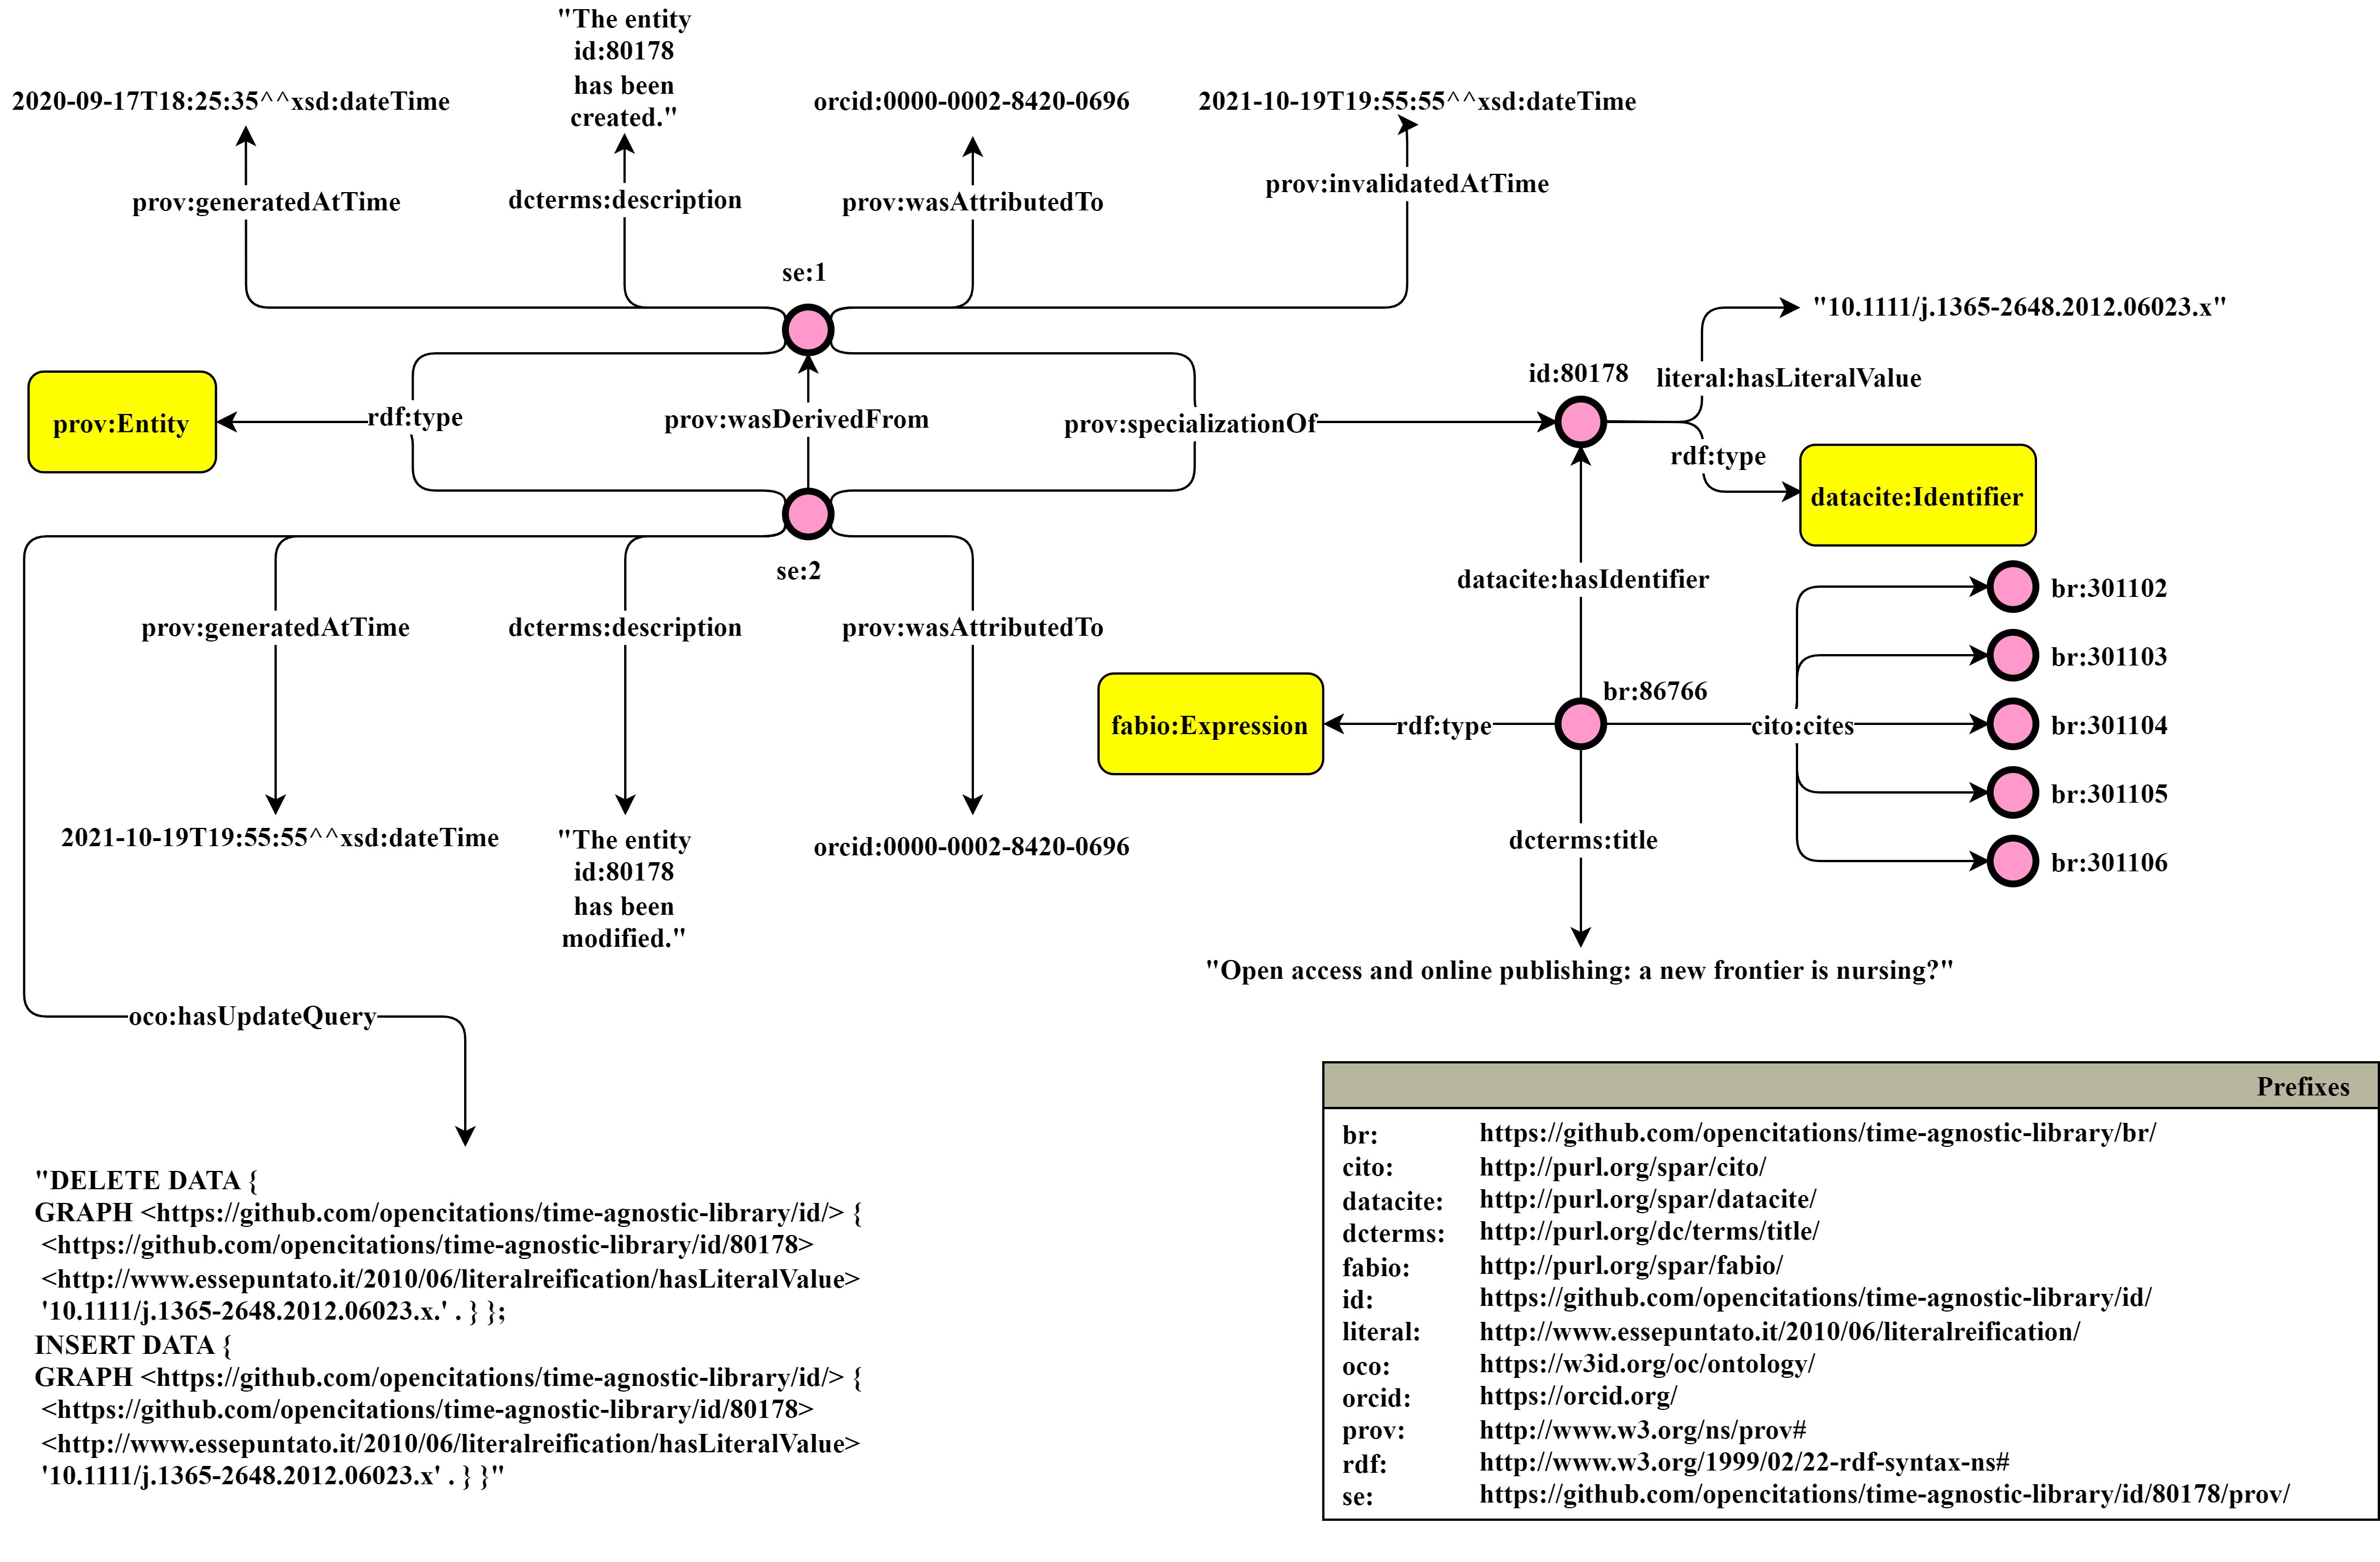 "The entity
id:80178
has been
created."
2020-09-17T18:25:35^^xsd:dateTime
orcid:0000-0002-8420-0696
2021-10-19T19:55:55^^xsd:dateTime
prov:generatedAtTime
dcterms:description
prov:wasAttributedTo
prov:invalidatedAtTime
se:1
"10.1111/j.1365-2648.2012.06023.x"
id:80178
literal:hasLiteralValue
prov:Entity
rdf:type
prov:wasDerivedFrom
prov:specializationOf
rdf:type
datacite:Identifier
se:2
datacite:hasIdentifier
br:301102
prov:generatedAtTime
dcterms:description
prov:wasAttributedTo
br:301103
br:86766
fabio:Expression
rdf:type
cito:cites
br:301104
br:301105
2021-10-19T19:55:55^^xsd:dateTime
"The entity
id:80178
has been
modified."
orcid:0000-0002-8420-0696
dcterms:title
br:301106
"Open access and online publishing: a new frontier is nursing?"
oco:hasUpdateQuery
"DELETE DATA {
GRAPH <https://github.com/opencitations/time-agnostic-library/id/> {
<https://github.com/opencitations/time-agnostic-library/id/80178>
<http://www.essepuntato.it/2010/06/literalreification/hasLiteralValue>
'10.1111/j.1365-2648.2012.06023.x.' . } };
INSERT DATA {
GRAPH <https://github.com/opencitations/time-agnostic-library/id/> {
<https://github.com/opencitations/time-agnostic-library/id/80178>
<http://www.essepuntato.it/2010/06/literalreification/hasLiteralValue>
'10.1111/j.1365-2648.2012.06023.x' . } }"
Prefixes
br: https://github.com/opencitations/time-agnostic-library/br/
cito: http://purl.org/spar/cito/
datacite: http://purl.org/spar/datacite/
dcterms: http://purl.org/dc/terms/title/
fabio: http://purl.org/spar/fabio/
id: https://github.com/opencitations/time-agnostic-library/id/
literal: http://www.essepuntato.it/2010/06/literalreification/
oco: https://w3id.org/oc/ontology/
orcid: https://orcid.org/
prov: http://www.w3.org/ns/prov#
rdf: http://www.w3.org/1999/02/22-rdf-syntax-ns#
se: https://github.com/opencitations/time-agnostic-library/id/80178/prov/